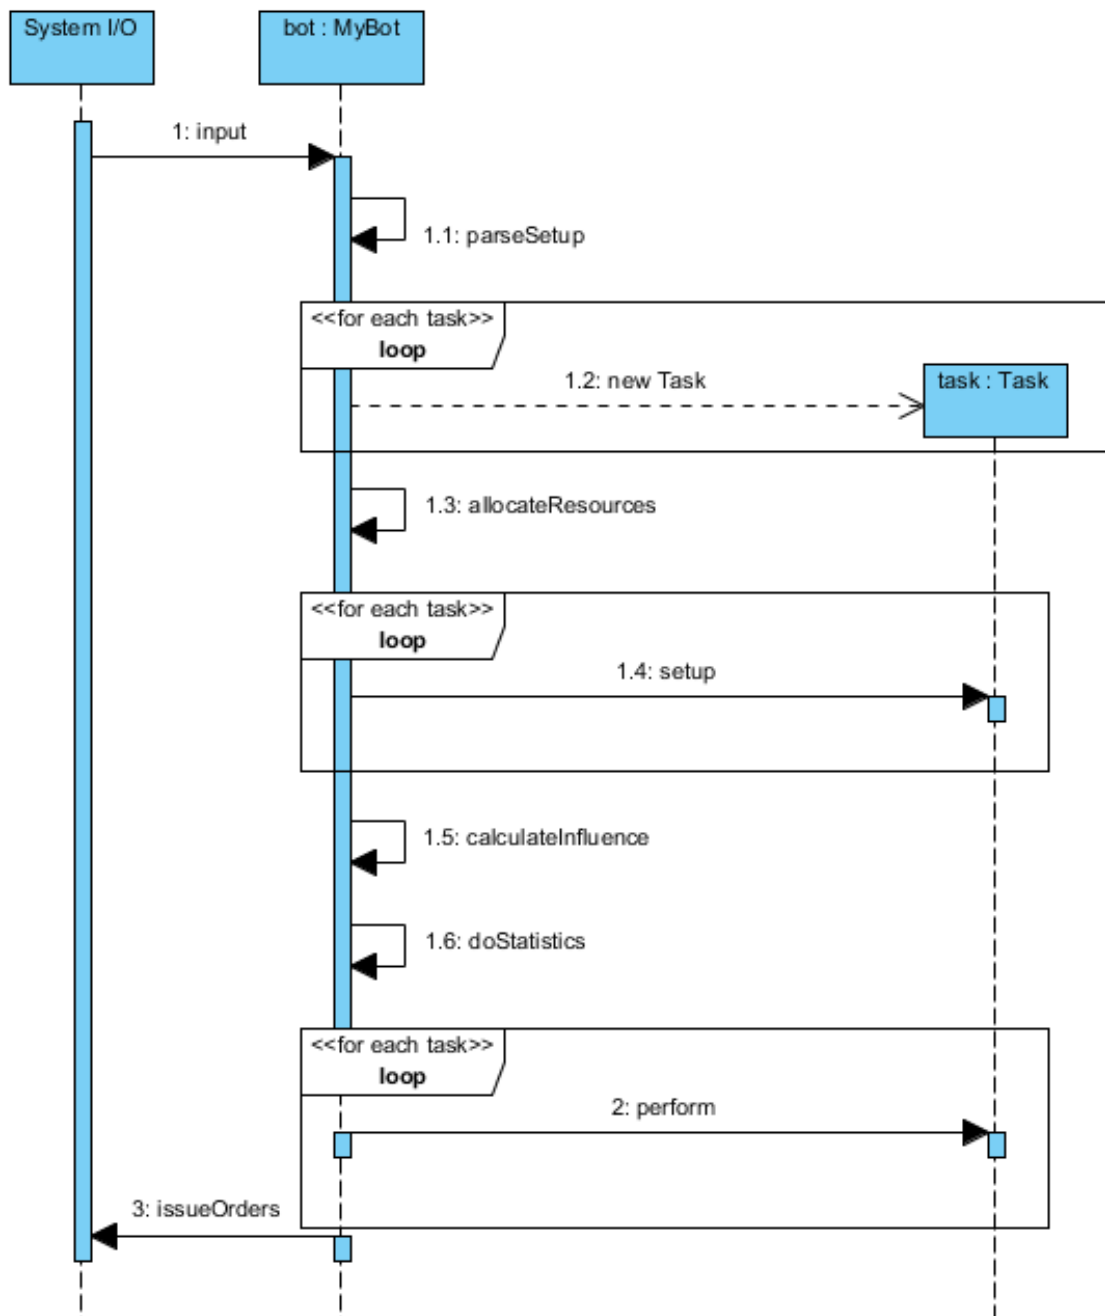 System I/O
bot : MyBot
1: input
1.1: parseSetup
<<for each task>>
loop
1.2: new Task
task : Task
1.3: allocateResources
<<for each task>>
loop
1.4: setup
1.5: calculateInfluence
1.6: doStatistics
<<for each task>>
loop
2: perform
3: issueOrders